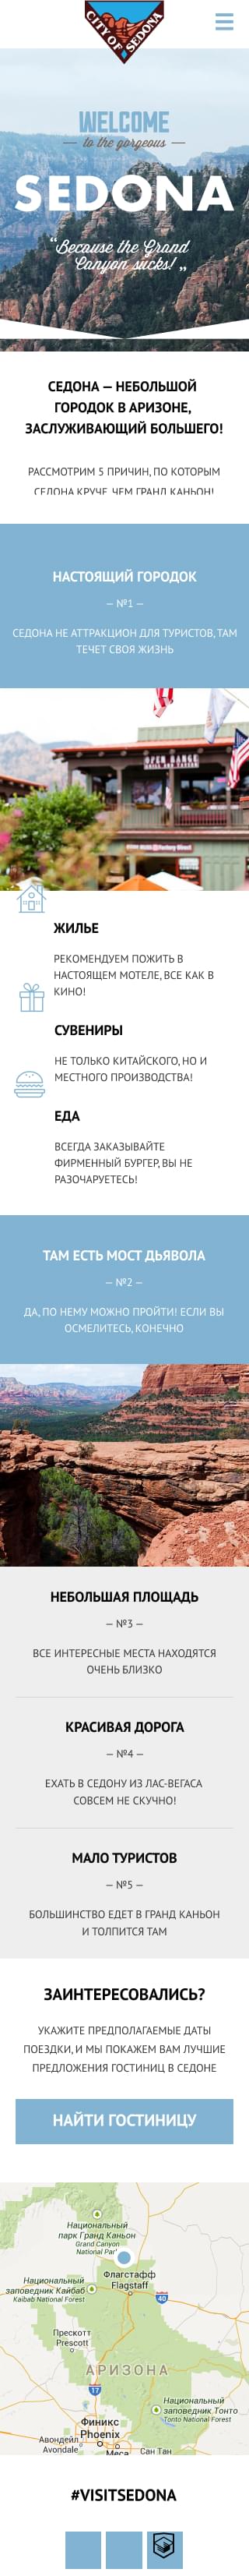 CITY OF SEDONA
WELCOME
to the gorgeous
SEDONA
“Because the Grand
Canyon sucks!„
СЕДОНА — НЕБОЛЬШОЙ
ГОРОДОК В АРИЗОНЕ,
ЗАСЛУЖИВАЮЩИЙ БОЛЬШЕГО!
РАССМОТРИМ 5 ПРИЧИН, ПО КОТОРЫМ
СЕДОНА КРУЧЕ, ЧЕМ ГРАНД КАНЬОН!
НАСТОЯЩИЙ ГОРОДОК
— №1 —
СЕДОНА НЕ АТТРАКЦИОН ДЛЯ ТУРИСТОВ, ТАМ
ТЕЧЕТ СВОЯ ЖИЗНЬ
OPEN RANGE
Factory Direct
ЖИЛЬЕ
РЕКОМЕНДУЕМ ПОЖИТЬ В
НАСТОЯЩЕМ МОТЕЛЕ, ВСЕ КАК В
КИНО!
СУВЕНИРЫ
НЕ ТОЛЬКО КИТАЙСКОГО, НО И
МЕСТНОГО ПРОИЗВОДСТВА!
ЕДА
ВСЕГДА ЗАКАЗЫВАЙТЕ
ФИРМЕННЫЙ БУРГЕР, ВЫ НЕ
РАЗОЧАРУЕТЕСЬ!
ТАМ ЕСТЬ МОСТ ДЬЯВОЛА
— №2 —
ДА, ПО НЕМУ МОЖНО ПРОЙТИ! ЕСЛИ ВЫ
ОСМЕЛИТЕСЬ, КОНЕЧНО
НЕБОЛЬШАЯ ПЛОЩАДЬ
— №3 —
ВСЕ ИНТЕРЕСНЫЕ МЕСТА НАХОДЯТСЯ
ОЧЕНЬ БЛИЗКО
КРАСИВАЯ ДОРОГА
— №4 —
ЕХАТЬ В СЕДОНУ ИЗ ЛАС-ВЕГАСА
СОВСЕМ НЕ СКУЧНО!
МАЛО ТУРИСТОВ
— №5 —
БОЛЬШИНСТВО ЕДЕТ В ГРАНД КАНЬОН
И ТОЛПИТСЯ ТАМ
ЗАИНТЕРЕСОВАЛИСЬ?
УКАЖИТЕ ПРЕДПОЛАГАЕМЫЕ ДАТЫ
ПОЕЗДКИ, И МЫ ПОКАЖЕМ ВАМ ЛУЧШИЕ
ПРЕДЛОЖЕНИЯ ГОСТИНИЦ В СЕДОНЕ
НАЙТИ ГОСТИНИЦУ
Национальный
парк Гранд Каньон
Grand Canyon
National Park
Флагстафф
Flagstaff
Национальный
заповедник Кайбаб
Kaibab National Forest
40
Прескотт
Prescott
АРИЗОНА
17
Национальный
заповедник Тонто
Tonto National Forest
Финикс
Phoenix
Авондейл
Avondale
Меса
Сан Тан
#VISITSEDONA